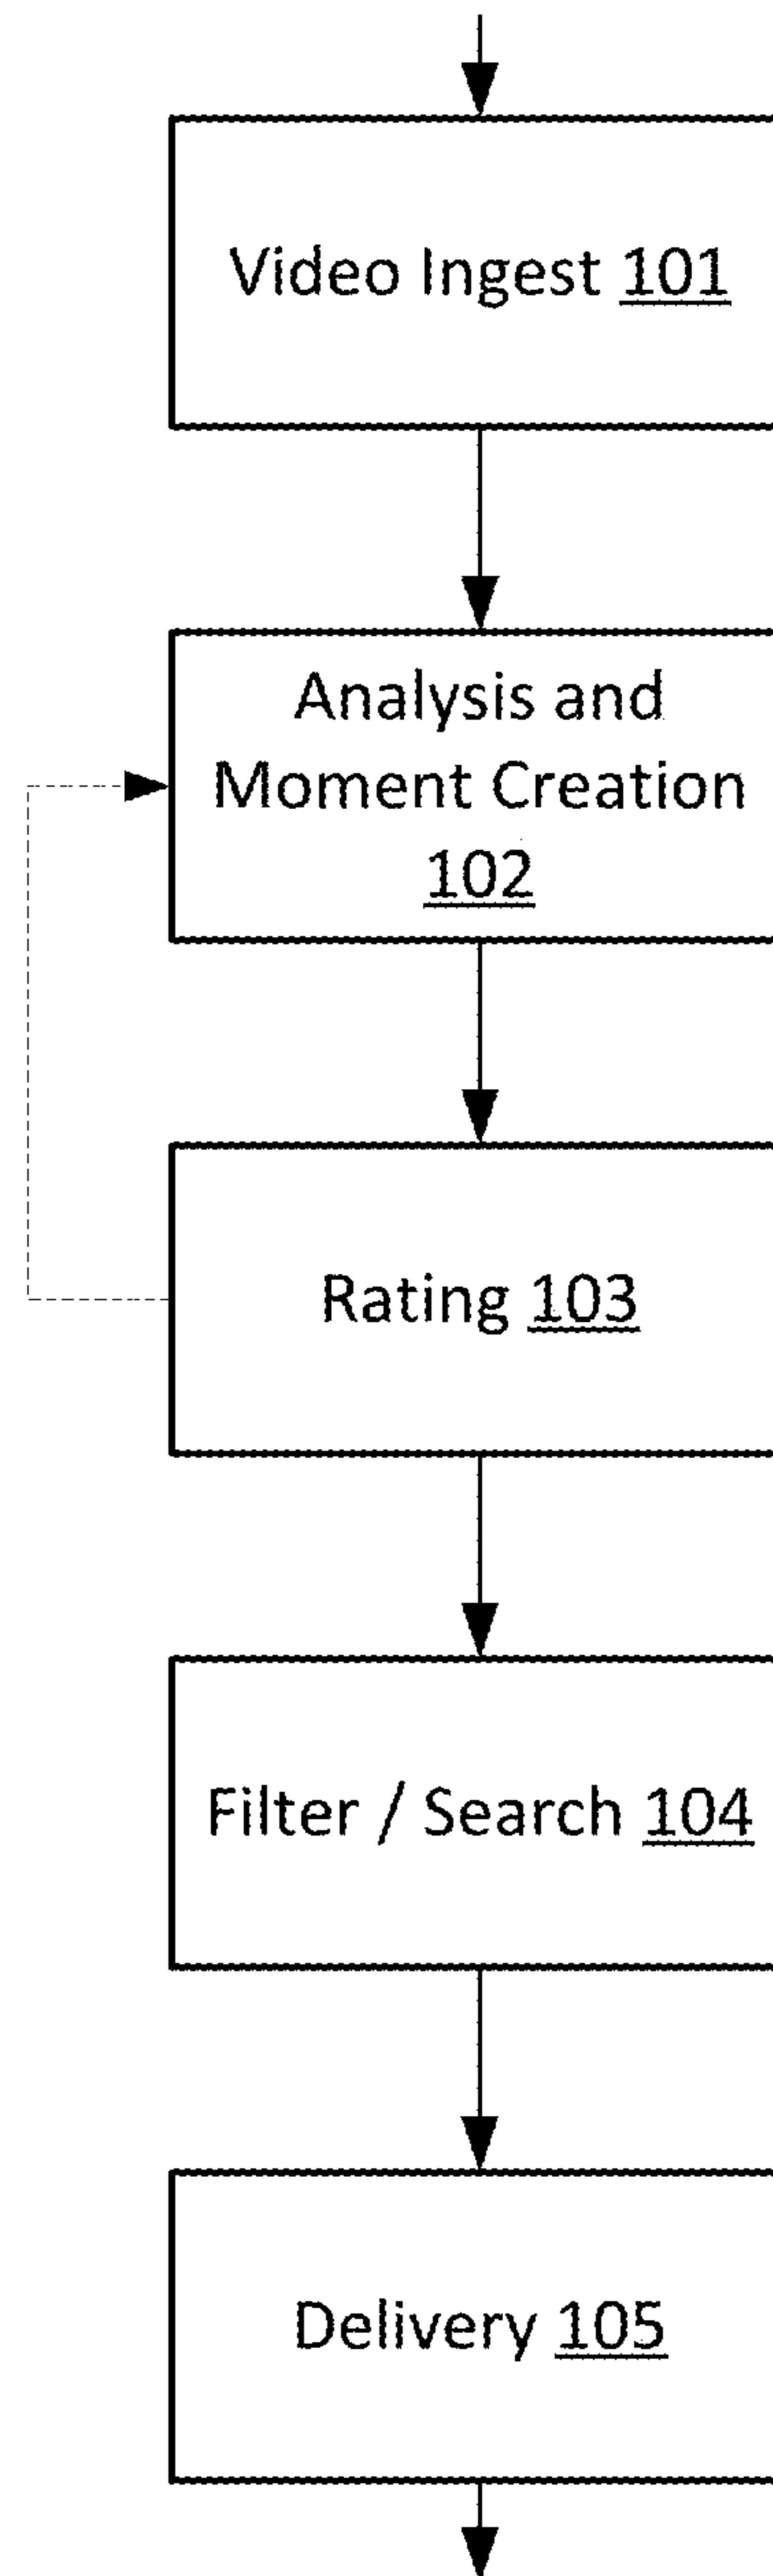 Video Ingest 101
Analysis and
Moment Creation
102
Rating 103
Filter / Search 104
Delivery 105